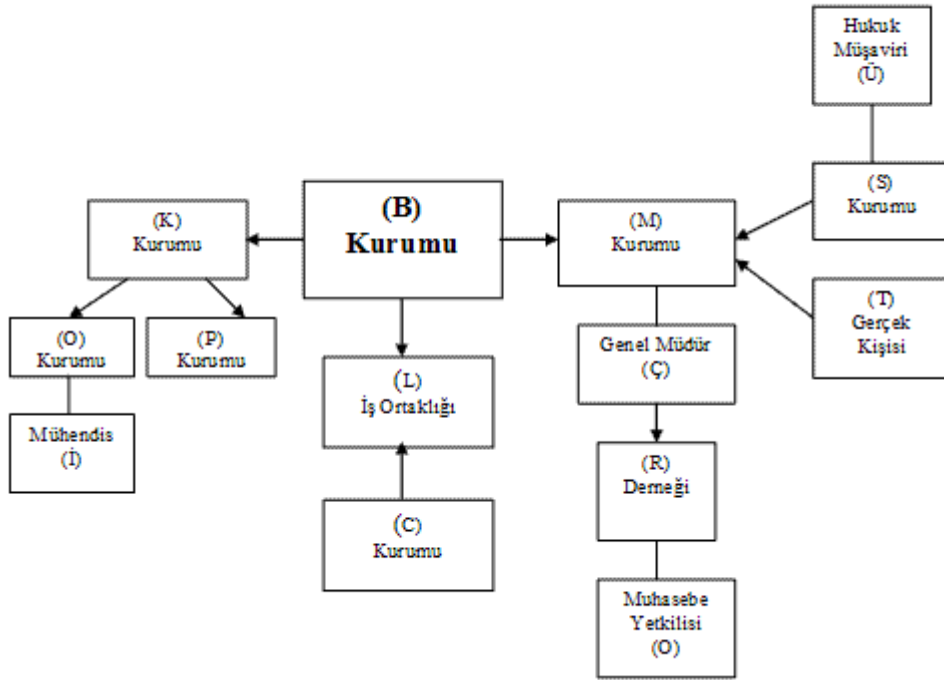 Hukuk
Müşaviri
(Ü)
(S)
Kurumu
(B)
Kurumu
(K)
Kurumu
(M)
Kurumu
(T)
Gerçek
Kişisi
(O)
Kurumu
(P)
Kurumu
Genel Müdür
(Ç)
(L)
İş Ortaklığı
Mühendis
(İ)
(R)
Derneği
(C)
Kurumu
Muhasebe
Yetkilisi
(O)